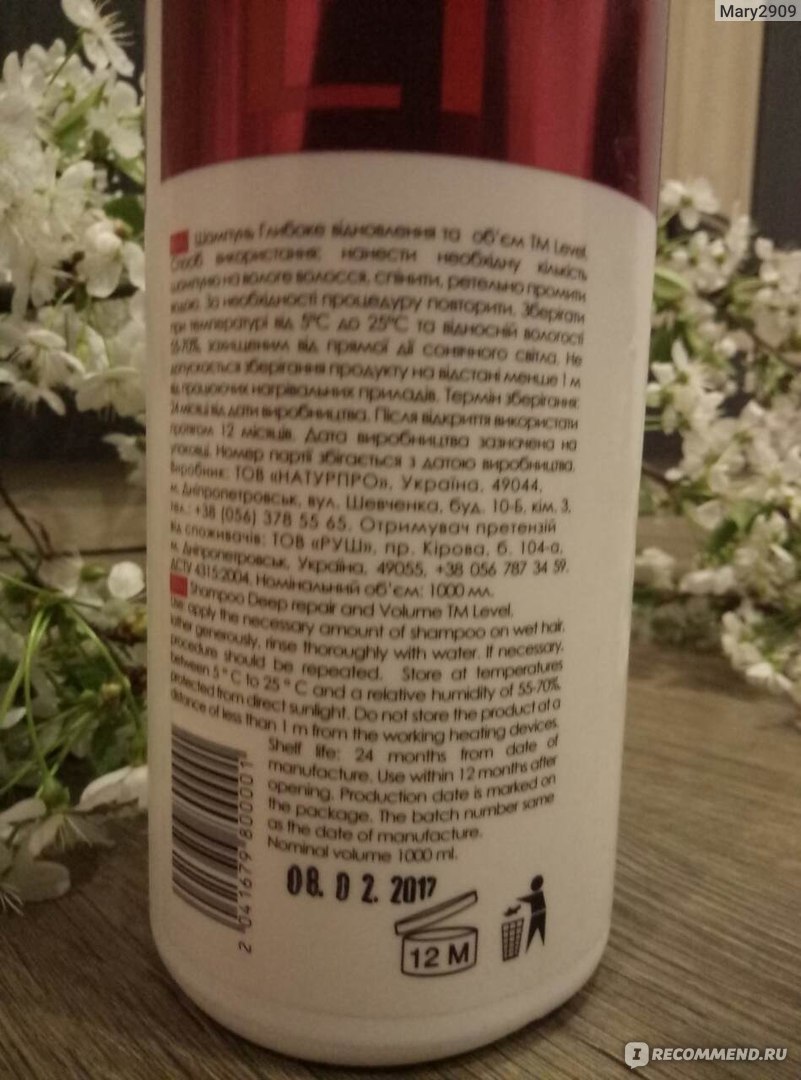 Mary2909
Шампунь Глибоке відновлення та об'єм TM Level.
Спосіб використання: нанести необхідну кількість
шампуню на вологе волосся, спінити, ретельно промити
водою. За необхідності процедуру повторити. Зберігати
при температурі від 5°C до 25°C та відносній вологості
55-70%, захищеним від прямої дії сонячного світла. Не
допускається зберігання продукту на відстані менше 1 м
від працюючих нагрівальних приладів. Термін зберігання:
24 місяці від дати виробництва. Після відкриття використати
протягом 12 місяців. Дата виробництва зазначена на
упаковці. Номер партії збігається з датою виробництва.
Виробник: ТОВ «НАТУРПРО», Україна, 49044,
м. Дніпропетровськ, вул. Шевченка, буд. 10-Б, кім. 3,
тел.: +38 (056) 378 55 65. Отримувач претензій
від споживачів: ТОВ «РУШ», пр. Кірова, б. 104-а,
м. Дніпропетровськ, Україна, 49055, +38 056 787 34 59.
ДСТУ 4315:2004. Номінальний об'єм: 1000 мл.
Shampoo Deep repair and Volume TM Level.
Use apply the necessary amount of shampoo on wet hair,
lather generously, rinse thoroughly with water. If necessary,
procedure should be repeated. Store at temperatures
between 5 ° C to 25 ° C and a relative humidity of 55-70%,
protected from direct sunlight. Do not store the product at a
distance of less than 1 m from the working heating devices.
Shelf life: 24 months from date of
manufacture. Use within 12 months after
opening. Production date is marked on
the package. The batch number same
as the date of manufacture.
Nominal volume 1000 ml.
2 041679 800001
08. 02. 2017
12 M
IRECOMMEND.RU